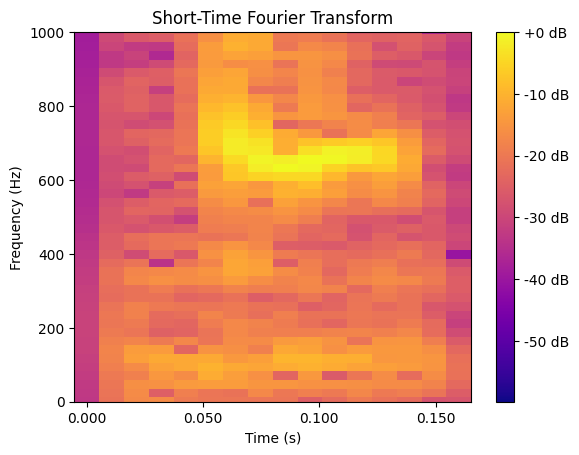 Short-Time Fourier Transform
1000
800
600
400
200
0
Frequency (Hz)
0.000
0.050
0.100
0.150
Time (s)
+0 dB
-10 dB
-20 dB
-30 dB
-40 dB
-50 dB